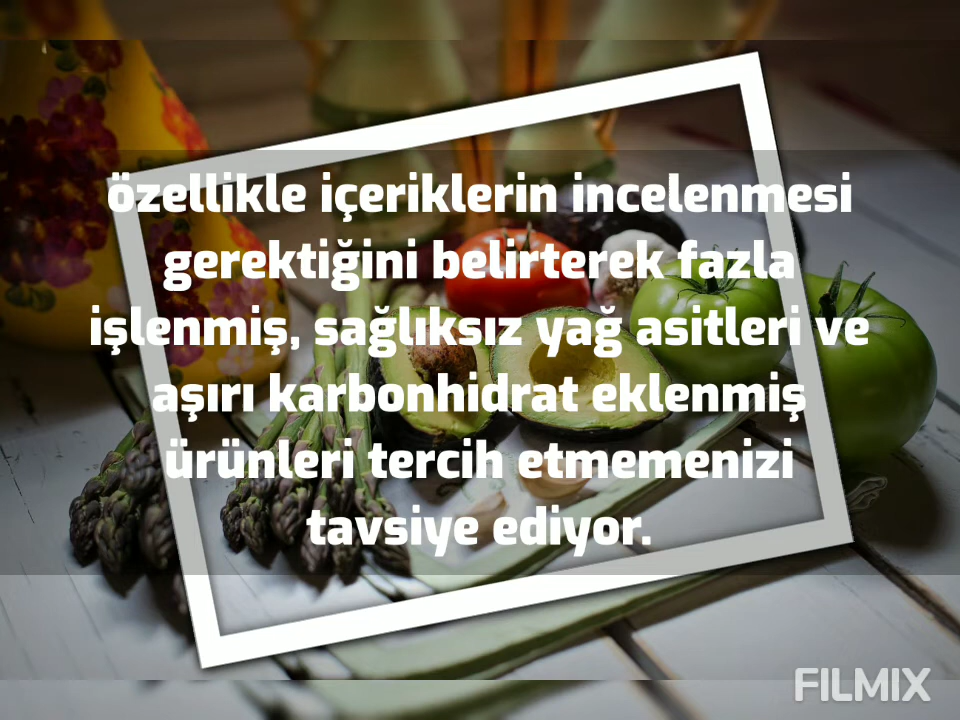 özellikle içeriklerin incelenmesi
gerektiğini belirterek fazla
işlenmiş, sağlıksız yağ asitleri ve
aşırı karbonhidrat eklenmiş
ürünleri tercih etmemenizi
tavsiye ediyor.
FILMIX